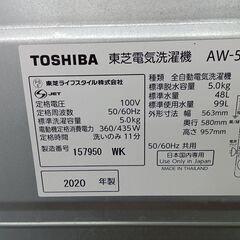 TOSHIBA 東芝電気洗濯機 AW-5
東芝ライフスタイル株式会社
JET
定格電圧 100V
定格周波数 50/60Hz
電動機定格消費電力 360/435W
標準洗濯容量 5.0kg
定格時間 洗いのみ 11分
製造番号 157950 WK
2020 年製
種類 全自動電気洗濯機
標準脱水容量 5.0kg
標準水量 48L
標準使用水量 99L
外形寸法 幅 563mm
奥行 580mm
高さ 957mm
50/60Hz 共用
日本国内専用
Use only in Japan
MADE IN THAILAND